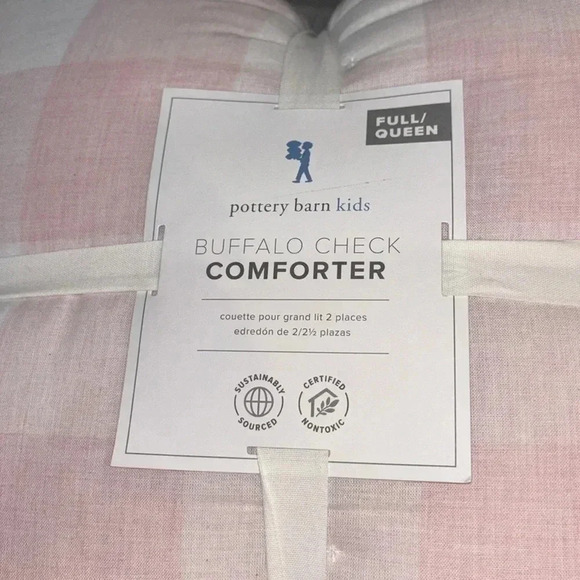 FULL/
QUEEN
pottery barn kids
BUFFALO CHECK
COMFORTER
couette pour grand lit 2 places
edredón de 2/2½ plazas
SUSTAINABLY
SOURCED
CERTIFIED
NONTOXIC